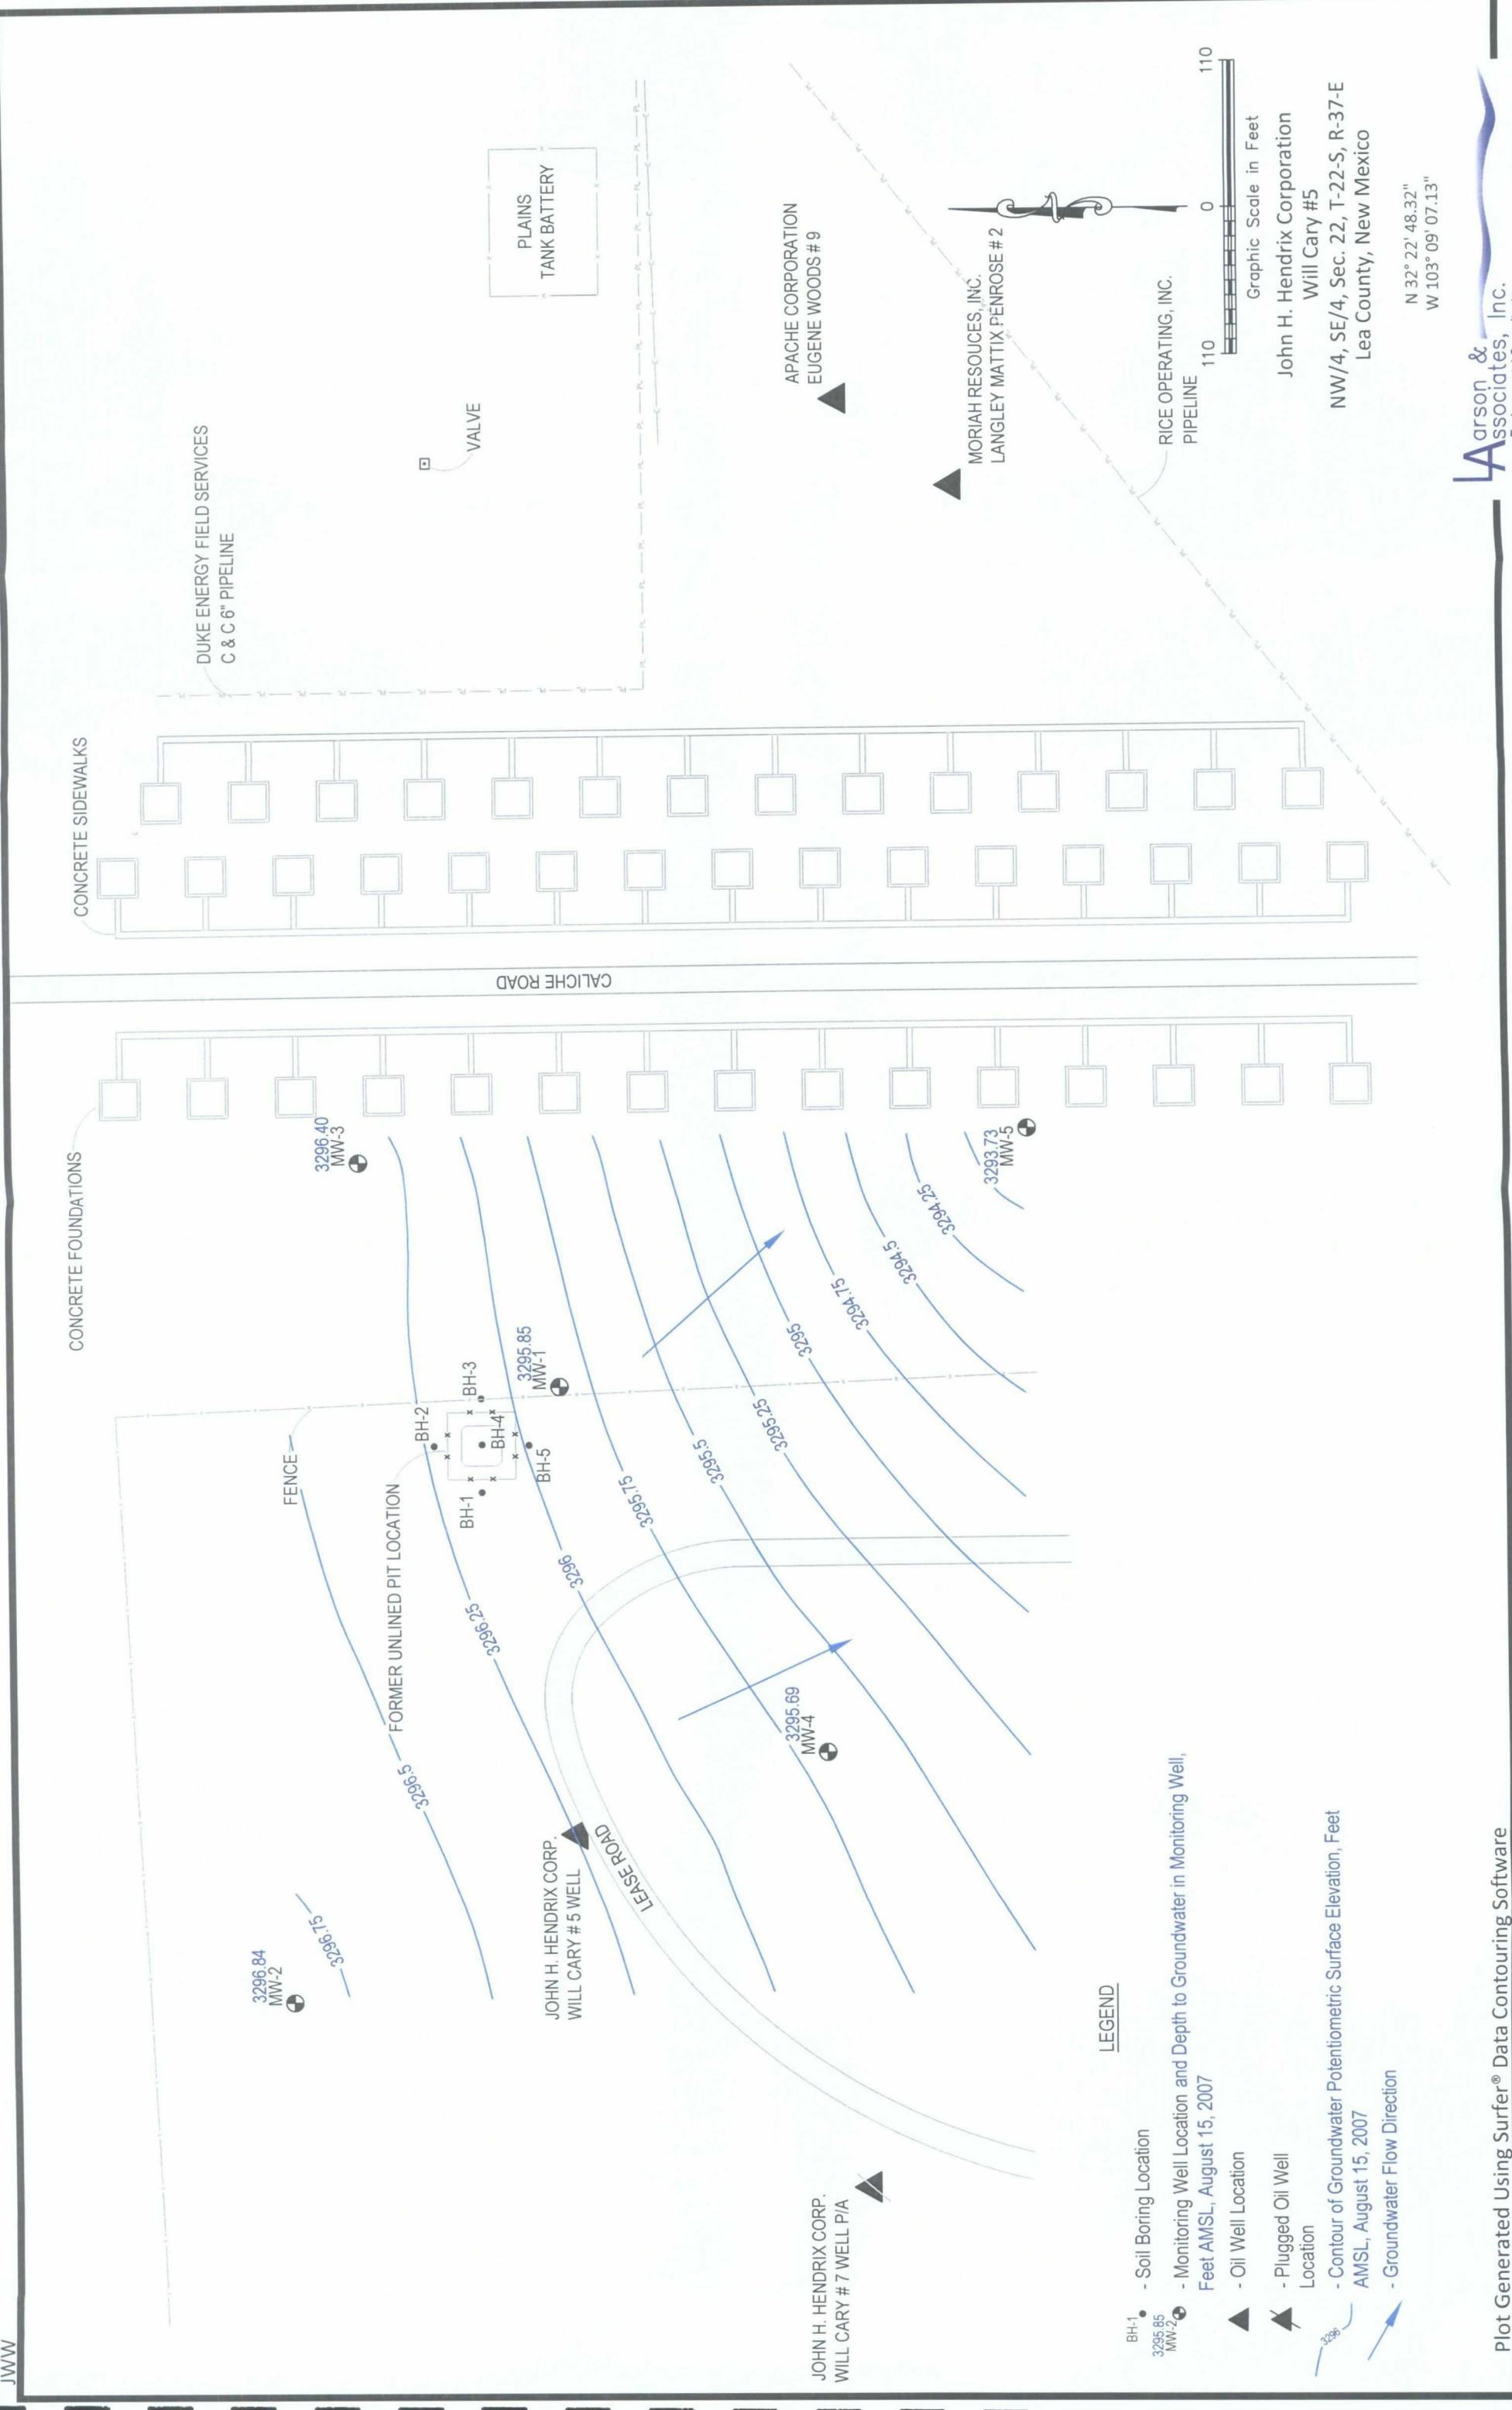 JWW
CONCRETE FOUNDATIONS
CONCRETE SIDEWALKS
DUKE ENERGY FIELD SERVICES
C & C 6" PIPELINE
VALVE
PLAINS
TANK BATTERY
CALICHE ROAD
3296.84
MW-2
3296.75
3296.5
FENCE
3296.40
MW-3
FORMER UNLINED PIT LOCATION
BH-2
BH-3
BH-1
BH-4
BH-5
3295.85
MW-1
3296.25
3296
3295.75
3295.5
3295.25
3295
3294.75
3294.5
3294.25
3293.73
MW-5
JOHN H. HENDRIX CORP.
WILL CARY # 5 WELL
LEASE ROAD
3295.69
MW-4
JOHN H. HENDRIX CORP.
WILL CARY # 7 WELL P/A
APACHE CORPORATION
EUGENE WOODS # 9
MORIAH RESOUCES, INC.
LANGLEY MATTIX PENROSE # 2
RICE OPERATING, INC.
PIPELINE
LEGEND
BH-1 - Soil Boring Location
3295.85
MW-2 - Monitoring Well Location and Depth to Groundwater in Monitoring Well,
Feet AMSL, August 15, 2007
- Oil Well Location
- Plugged Oil Well
Location
3296 - Contour of Groundwater Potentiometric Surface Elevation, Feet
AMSL, August 15, 2007
- Groundwater Flow Direction
110 0 110
Graphic Scale in Feet
John H. Hendrix Corporation
Will Cary #5
NW/4, SE/4, Sec. 22, T-22-S, R-37-E
Lea County, New Mexico
N 32° 22' 48.32"
W 103° 09' 07.13"
Larson &
Associates, Inc.
Plot Generated Using Surfer® Data Contouring Software